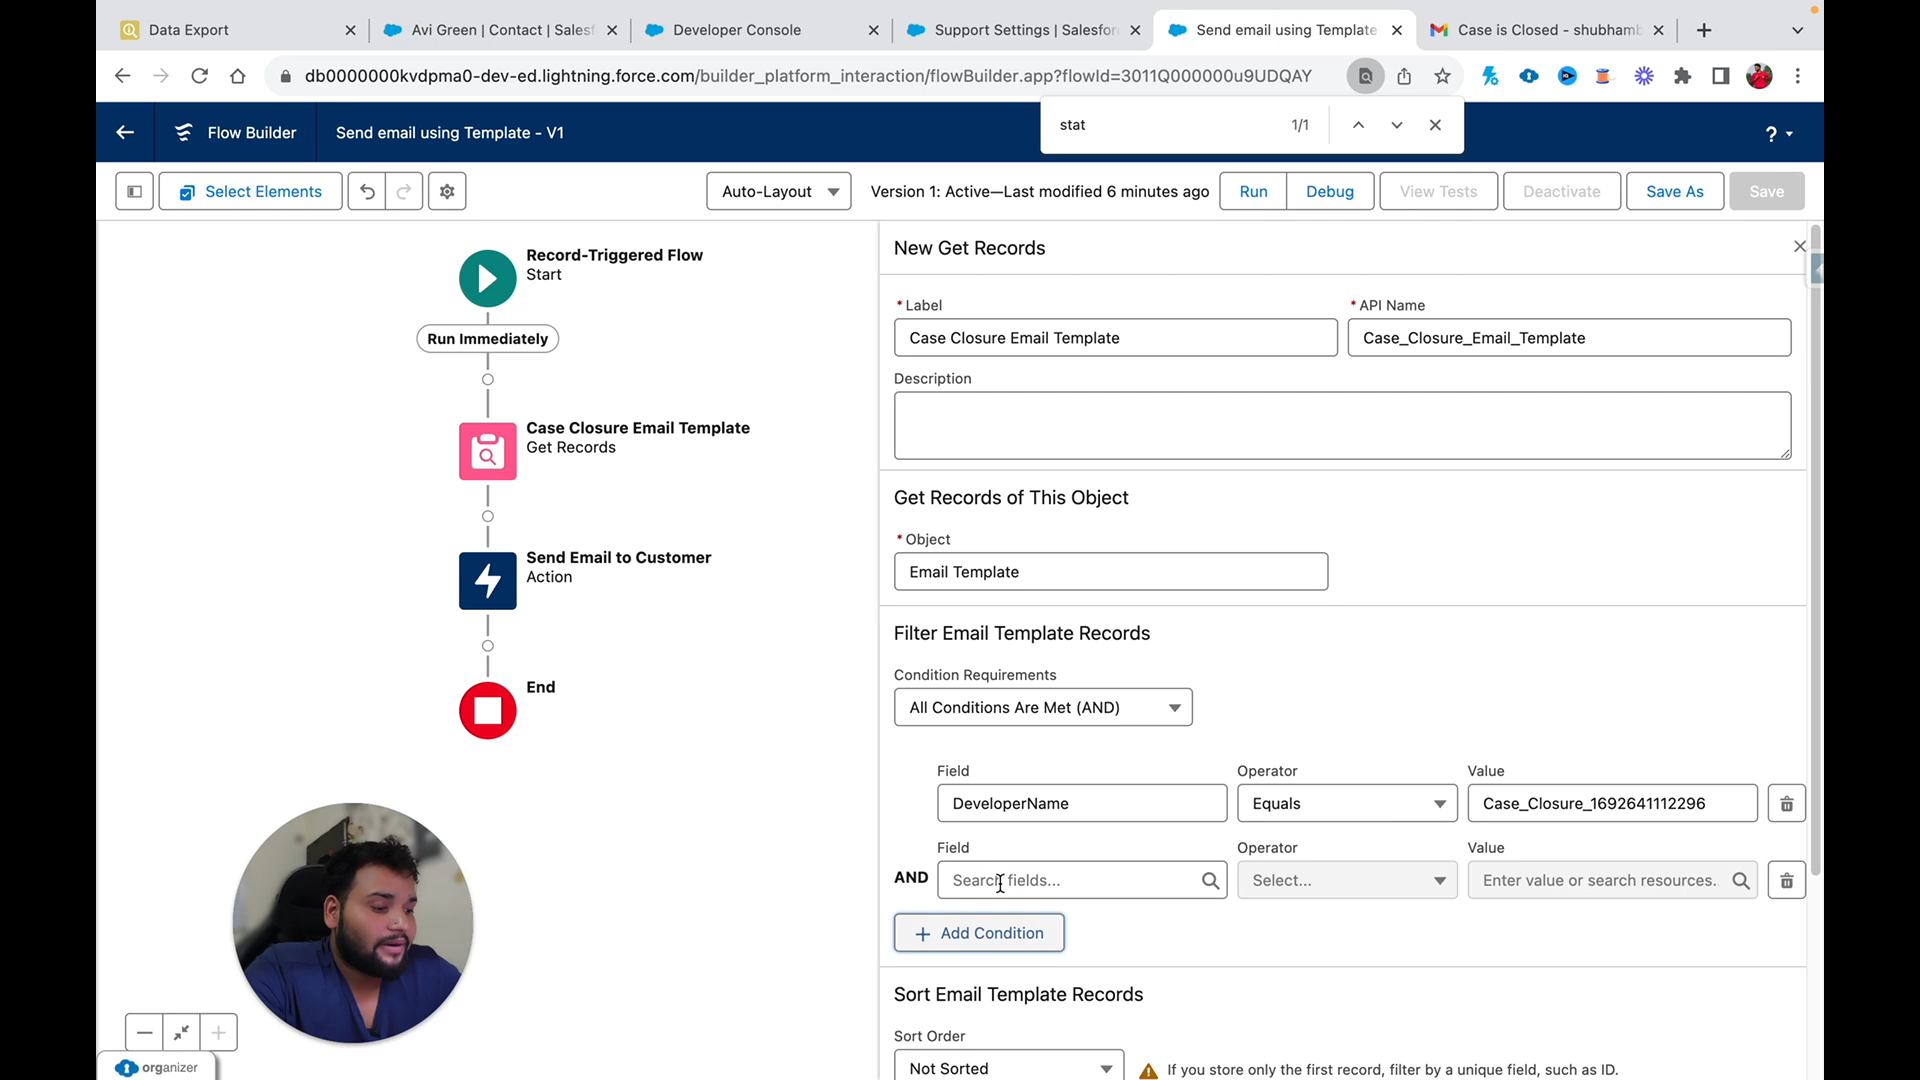 Data Export
Avi Green | Contact | Salesf
Developer Console
Support Settings | Salesfor
Send email using Template
Case is Closed - shubhamb
db0000000kvdpma0-dev-ed.lightning.force.com/builder_platform_interaction/flowBuilder.app?flowId=3011Q000000u9UDQAY
stat
1/1
Flow Builder
Send email using Template - V1
?
Select Elements
Auto-Layout
Version 1: Active—Last modified 6 minutes ago
Run
Debug
View Tests
Deactivate
Save As
Save
Record-Triggered Flow
Start
Run Immediately
Case Closure Email Template
Get Records
Send Email to Customer
Action
End
organizer
New Get Records
* Label
* API Name
Case Closure Email Template
Case_Closure_Email_Template
Description
Get Records of This Object
* Object
Email Template
Filter Email Template Records
Condition Requirements
All Conditions Are Met (AND)
Field
Operator
Value
DeveloperName
Equals
Case_Closure_1692641112296
Field
Operator
Value
AND
Search fields...
Select...
Enter value or search resources.
+ Add Condition
Sort Email Template Records
Sort Order
Not Sorted
If you store only the first record, filter by a unique field, such as ID.